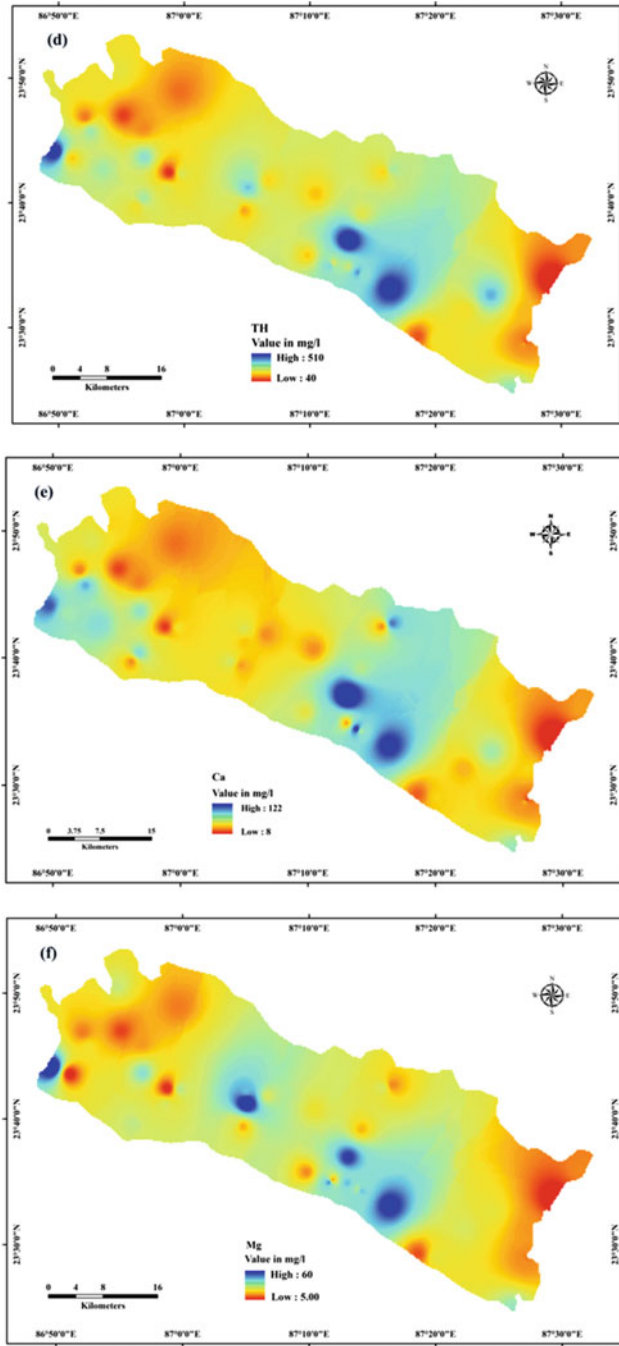 86°50'0"E 87°0'0"E 87°10'0"E 87°20'0"E 87°30'0"E
(d)
N
W E
S
23°50'0"N
23°50'0"N
23°40'0"N
23°40'0"N
23°30'0"N
23°30'0"N
TH
Value in mg/l
High : 510
Low : 40
0 4 8 16
Kilometers
86°50'0"E 87°0'0"E 87°10'0"E 87°20'0"E 87°30'0"E
86°50'0"E 87°0'0"E 87°10'0"E 87°20'0"E 87°30'0"E
(e)
N
W E
S
23°50'0"N
23°50'0"N
23°40'0"N
23°40'0"N
23°30'0"N
23°30'0"N
Ca
Value in mg/l
High : 122
Low : 8
0 3.75 7.5 15
Kilometers
86°50'0"E 87°0'0"E 87°10'0"E 87°20'0"E 87°30'0"E
86°50'0"E 87°0'0"E 87°10'0"E 87°20'0"E 87°30'0"E
(f)
N
W E
S
23°50'0"N
23°50'0"N
23°40'0"N
23°40'0"N
23°30'0"N
23°30'0"N
Mg
Value in mg/l
High : 60
Low : 5.00
0 4 8 16
Kilometers
86°50'0"E 87°0'0"E 87°10'0"E 87°20'0"E 87°30'0"E